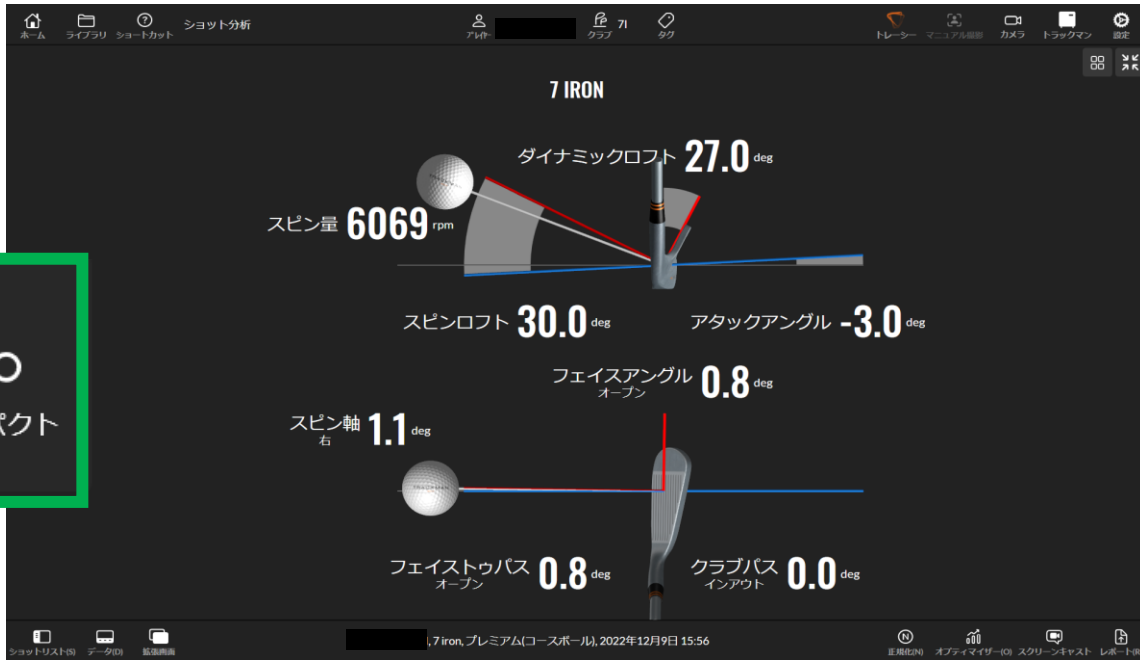 ホーム ライブラリ ショートカット ショット分析 クラブ 7I タグ トレーシー マニュアル撮影 カメラ トラックマン 設定
7 IRON
ダイナミックロフト 27.0 deg
スピン量 6069 rpm
スピンロフト 30.0 deg アタックアングル -3.0 deg
フェイスアングル 0.8 deg
オープン
スピン軸 1.1 deg
右
フェイストゥパス 0.8 deg クラブパス 0.0 deg
オープン インアウト
パクト
ショットリスト(S) データ(D) 拡張画面 , 7 iron, プレミアム(コースボール), 2022年12月9日 15:56 正規化(N) オプティマイザー(O) スクリーンキャスト レポート(R